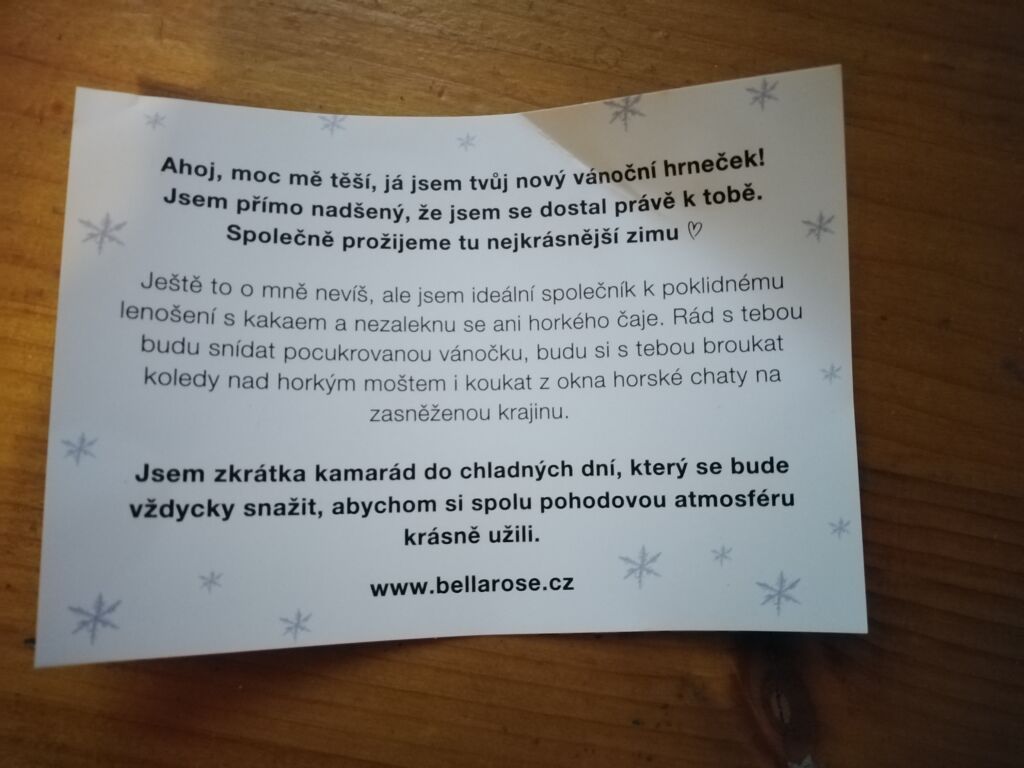 Ahoj, moc mě těší, já jsem tvůj nový vánoční hrneček!
Jsem přímo nadšený, že jsem se dostal právě k tobě.
Společně prožijeme tu nejkrásnější zimu ♡
Ještě to o mně nevíš, ale jsem ideální společník k poklidnému
lenošení s kakaem a nezaleknu se ani horkého čaje. Rád s tebou
budu snídat pocukrovanou vánočku, budu si s tebou broukat
koledy nad horkým moštem i koukat z okna horské chaty na
zasněženou krajinu.
Jsem zkrátka kamarád do chladných dní, který se bude
vždycky snažit, abychom si spolu pohodovou atmosféru
krásně užili.
www.bellarose.cz